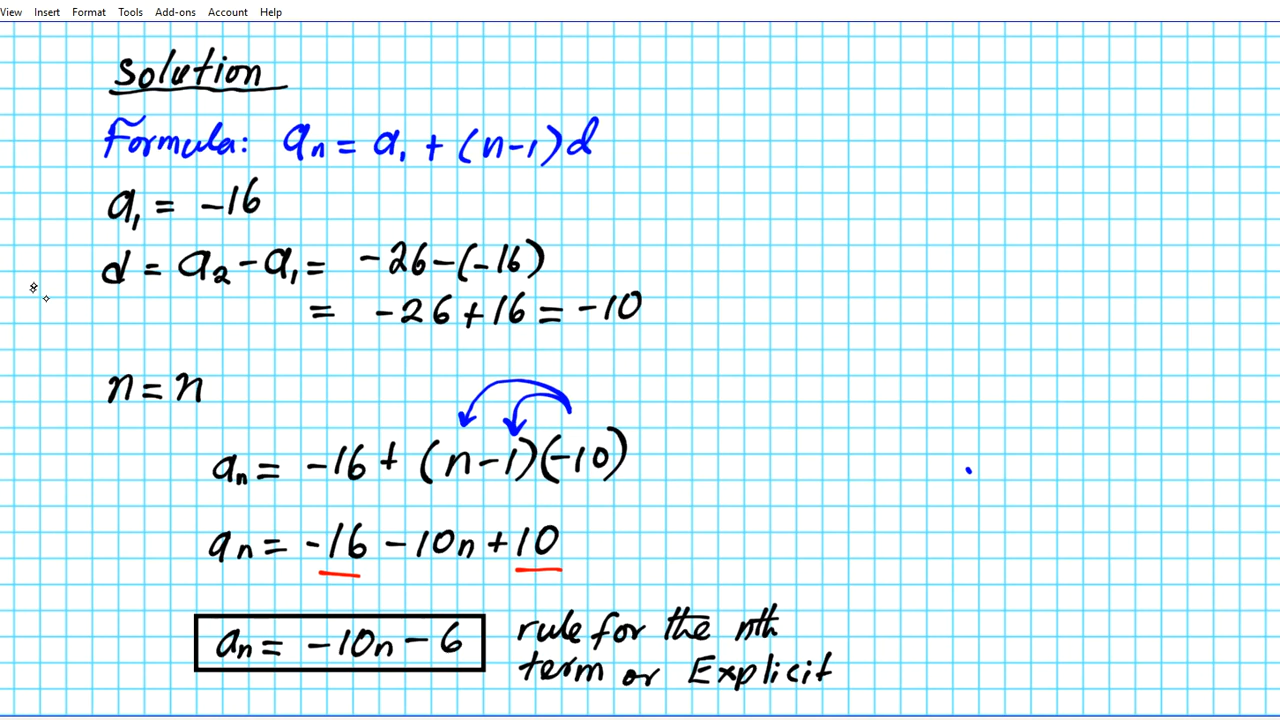 View Insert Format Tools Add-ons Account Help
Solution
Formula: aₙ = a₁ + (n-1)d
a₁ = -16
d = a₂ - a₁ = -26-(-16)
= -26+16 = -10
n = n
aₙ = -16 + (n-1)(-10)
aₙ = -16 - 10n + 10
aₙ = -10n - 6 rule for the nth
term or Explicit